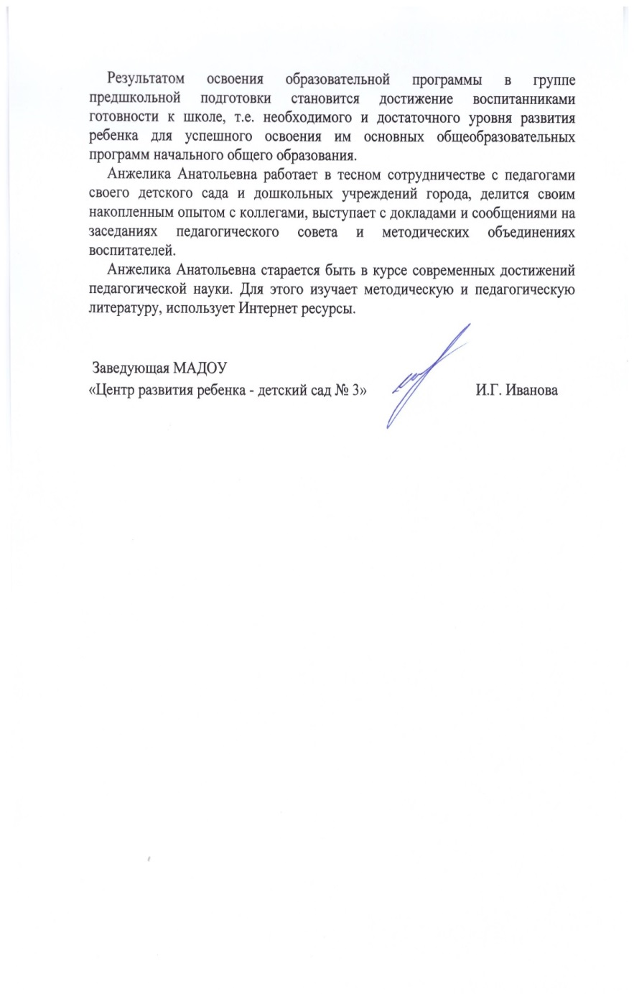 Результатом освоения образовательной программы в группе
предшкольной подготовки становится достижение воспитанниками
готовности к школе, т.е. необходимого и достаточного уровня развития
ребенка для успешного освоения им основных общеобразовательных
программ начального общего образования.
Анжелика Анатольевна работает в тесном сотрудничестве с педагогами
своего детского сада и дошкольных учреждений города, делится своим
накопленным опытом с коллегами, выступает с докладами и сообщениями на
заседаниях педагогического совета и методических объединениях
воспитателей.
Анжелика Анатольевна старается быть в курсе современных достижений
педагогической науки. Для этого изучает методическую и педагогическую
литературу, использует Интернет ресурсы.
Заведующая МАДОУ
«Центр развития ребенка - детский сад № 3» И.Г. Иванова